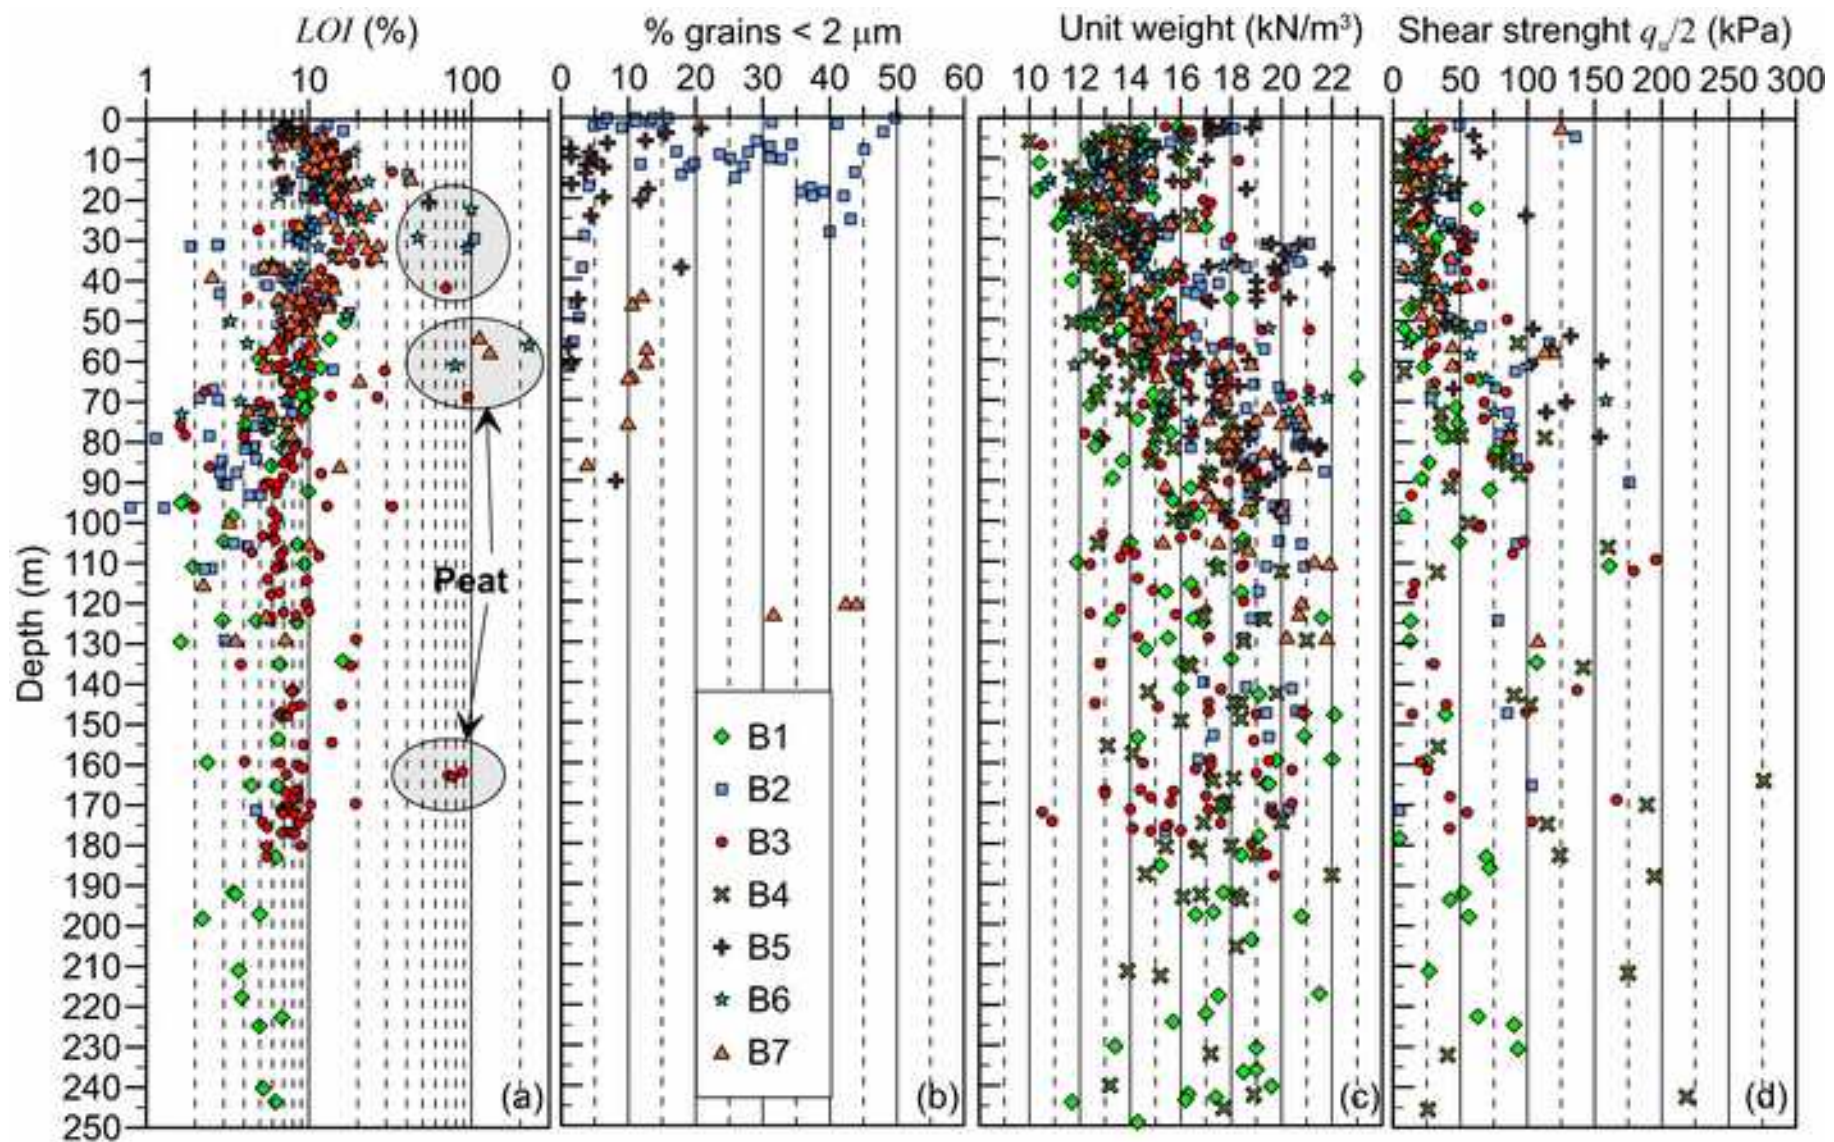 LOI (%)
% grains < 2 μm
Unit weight (kN/m³)
Shear strenght qᵤ/2 (kPa)
1 10 100
0 10 20 30 40 50 60
10 12 14 16 18 20 22
0 50 100 150 200 250 300
Depth (m)
0
10
20
30
40
50
60
70
80
90
100
110
120
130
140
150
160
170
180
190
200
210
220
230
240
250
Peat
B1
B2
B3
B4
B5
B6
B7
(a)
(b)
(c)
(d)